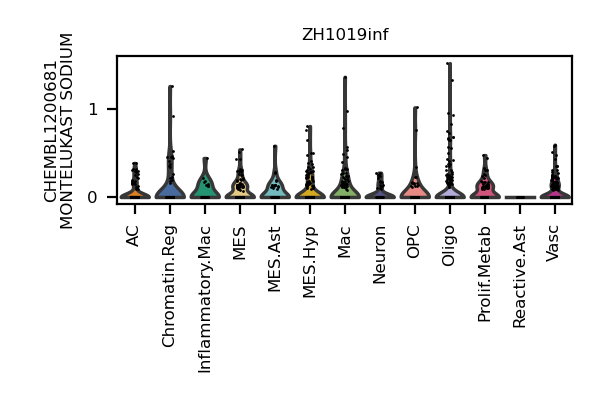 ZH1019inf
CHEMBL1200681
MONTELUKAST SODIUM
1
0
AC
Chromatin.Reg
Inflammatory.Mac
MES
MES.Ast
MES.Hyp
Mac
Neuron
OPC
Oligo
Prolif.Metab
Reactive.Ast
Vasc